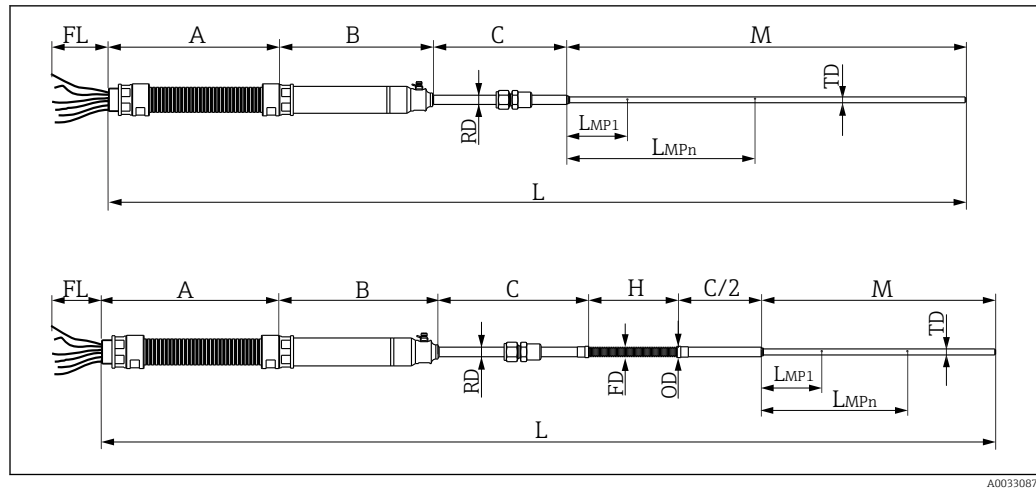 FL A B C M
TD
RD
LMP1
LMPn
L
FL A B C H C/2 M
TD
RD
FD
OD
LMP1
LMPn
L
A0033087